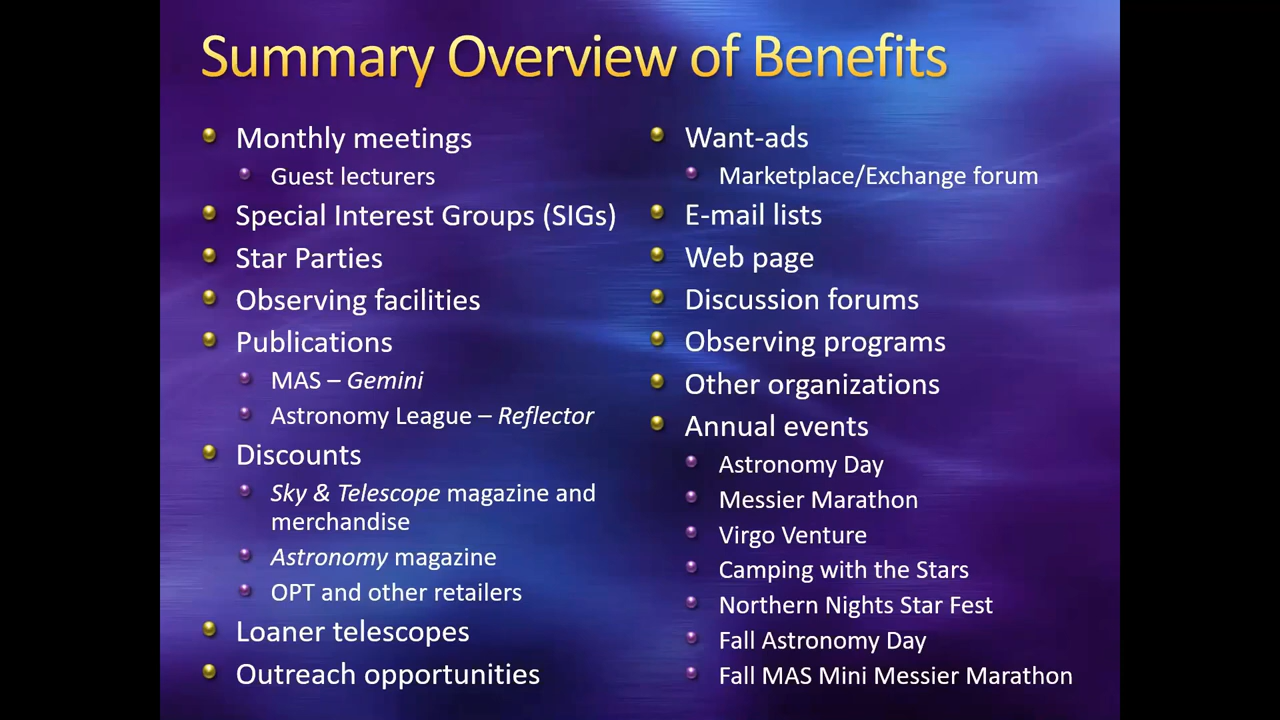 Summary Overview of Benefits
Monthly meetings
Guest lecturers
Special Interest Groups (SIGs)
Star Parties
Observing facilities
Publications
MAS – Gemini
Astronomy League – Reflector
Discounts
Sky & Telescope magazine and
merchandise
Astronomy magazine
OPT and other retailers
Loaner telescopes
Outreach opportunities
Want-ads
Marketplace/Exchange forum
E-mail lists
Web page
Discussion forums
Observing programs
Other organizations
Annual events
Astronomy Day
Messier Marathon
Virgo Venture
Camping with the Stars
Northern Nights Star Fest
Fall Astronomy Day
Fall MAS Mini Messier Marathon